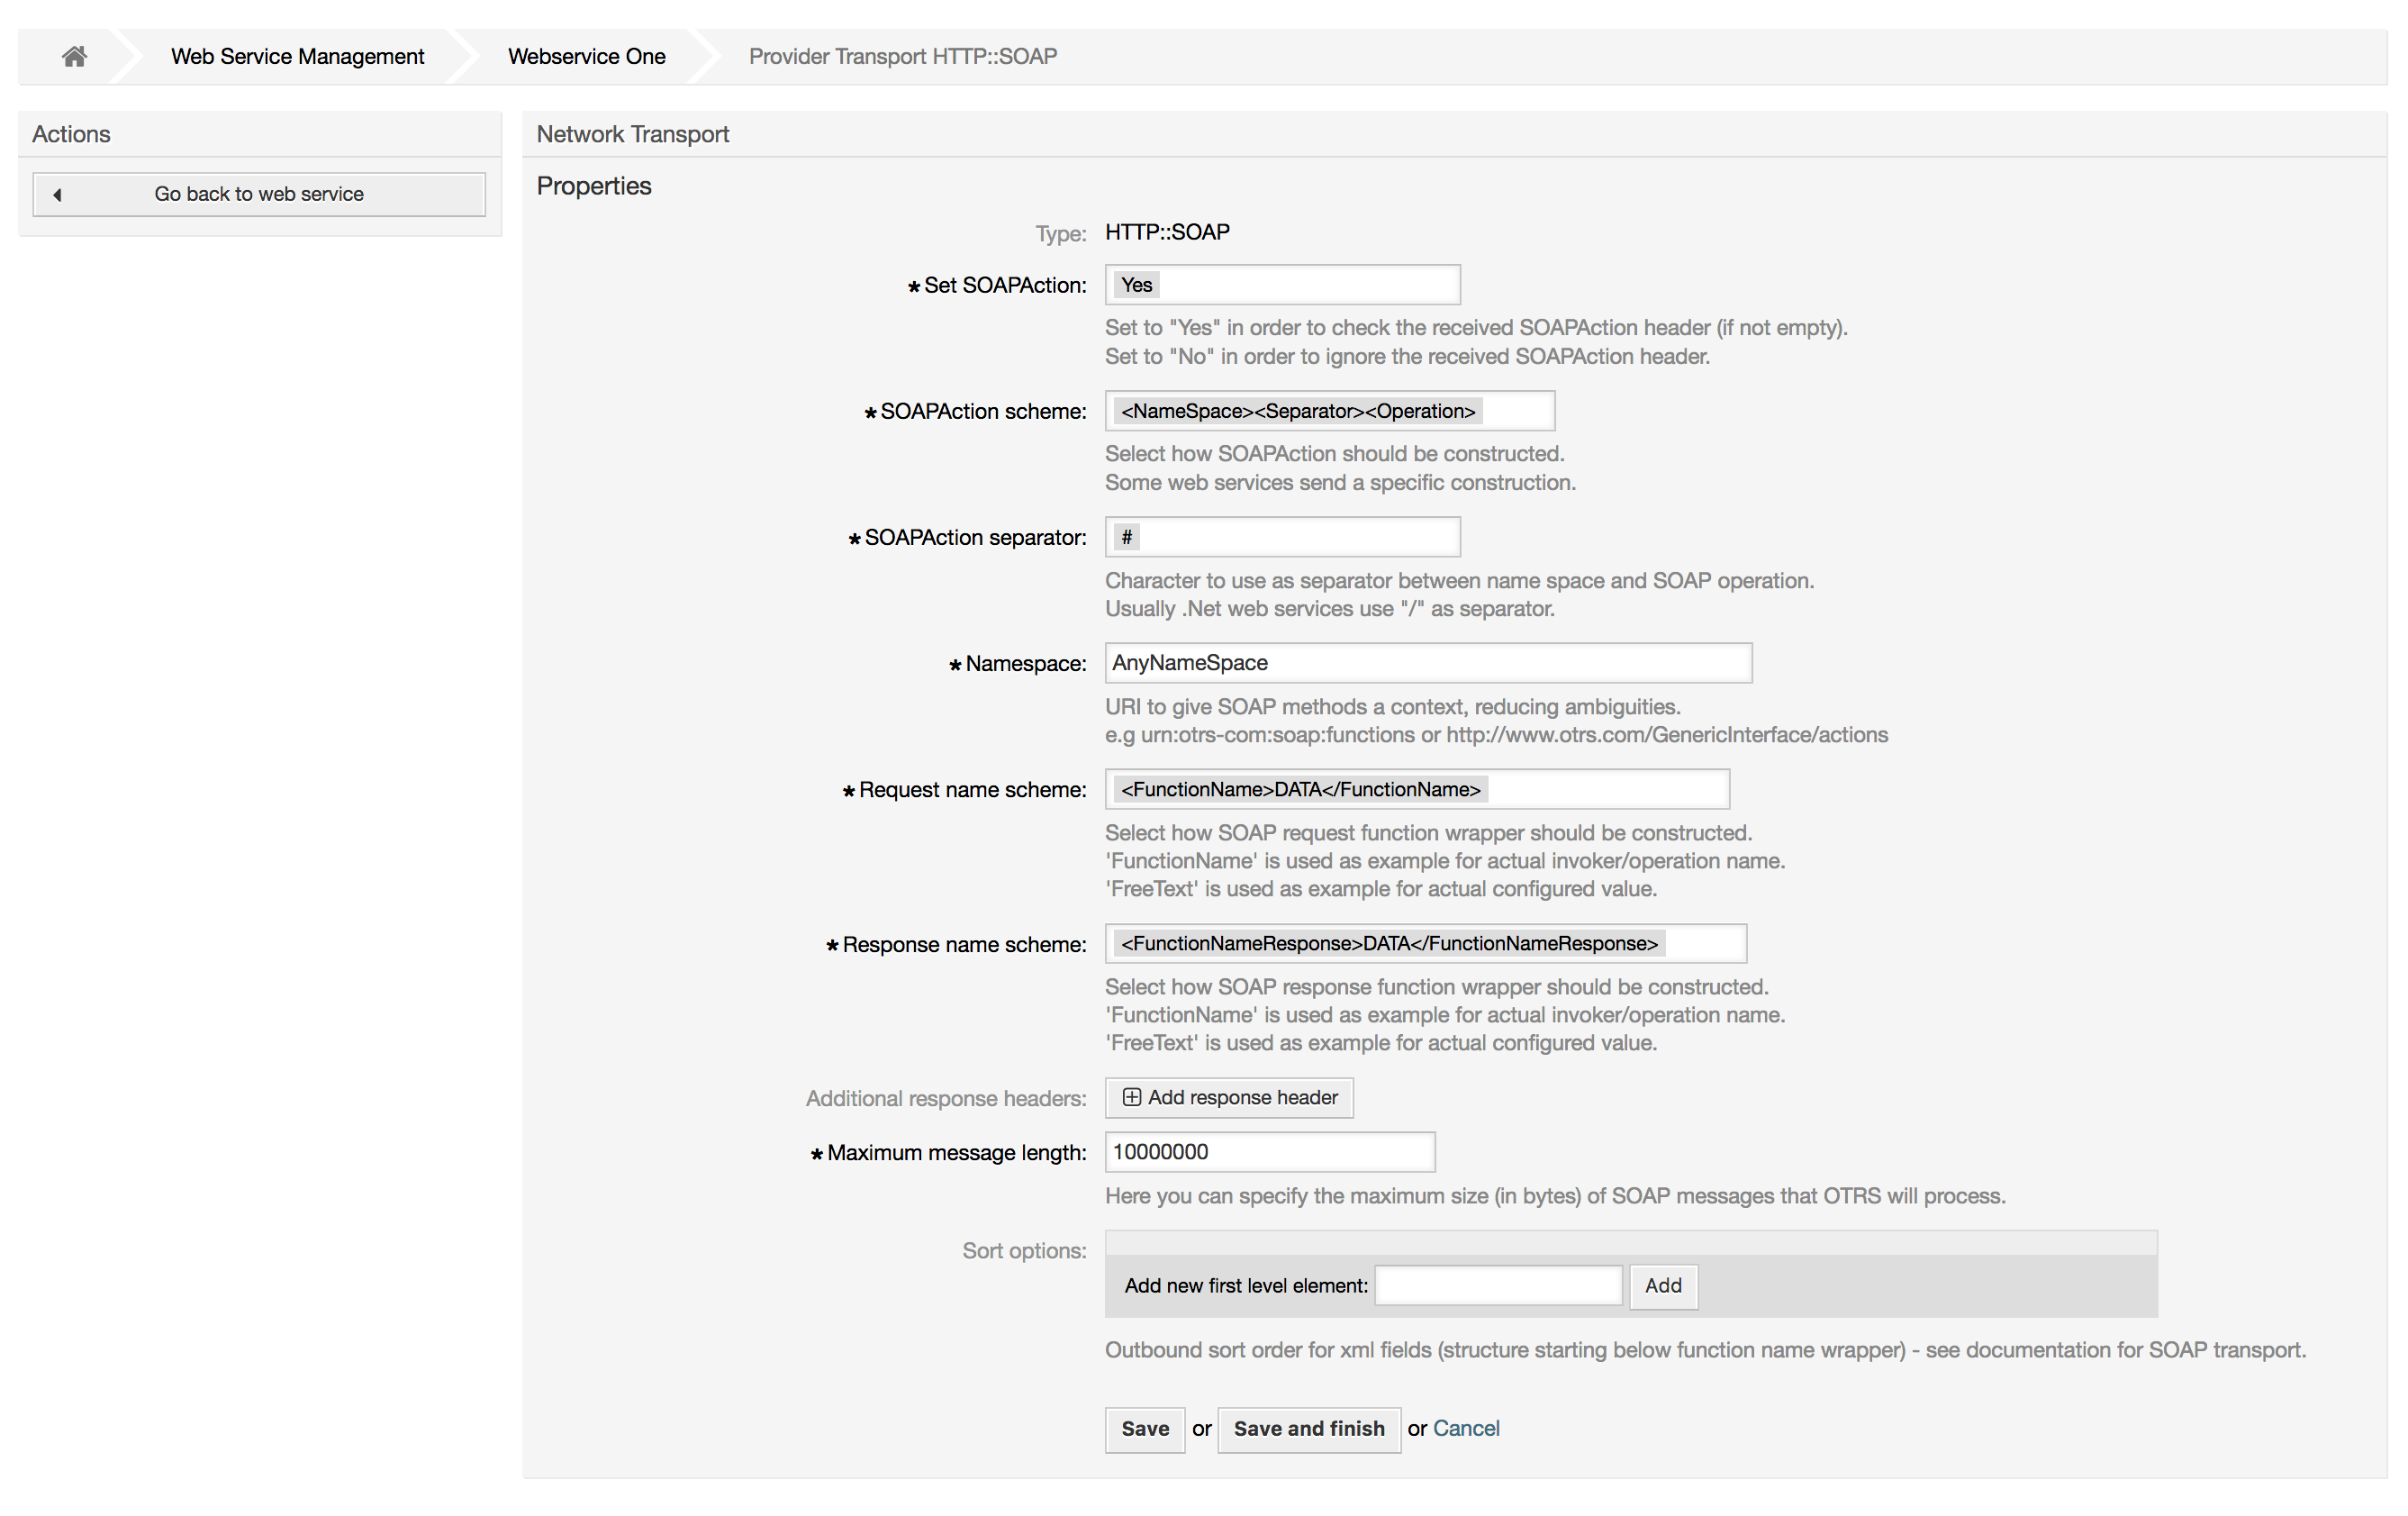 Web Service Management
Webservice One
Provider Transport HTTP::SOAP
Actions
Go back to web service
Network Transport
Properties
Type: HTTP::SOAP
* Set SOAPAction: Yes
Set to "Yes" in order to check the received SOAPAction header (if not empty).
Set to "No" in order to ignore the received SOAPAction header.
* SOAPAction scheme: <NameSpace><Separator><Operation>
Select how SOAPAction should be constructed.
Some web services send a specific construction.
* SOAPAction separator: #
Character to use as separator between name space and SOAP operation.
Usually .Net web services use "/" as separator.
* Namespace: AnyNameSpace
URI to give SOAP methods a context, reducing ambiguities.
e.g urn:otrs-com:soap:functions or http://www.otrs.com/GenericInterface/actions
* Request name scheme: <FunctionName>DATA</FunctionName>
Select how SOAP request function wrapper should be constructed.
'FunctionName' is used as example for actual invoker/operation name.
'FreeText' is used as example for actual configured value.
* Response name scheme: <FunctionNameResponse>DATA</FunctionNameResponse>
Select how SOAP response function wrapper should be constructed.
'FunctionName' is used as example for actual invoker/operation name.
'FreeText' is used as example for actual configured value.
Additional response headers: Add response header
* Maximum message length: 10000000
Here you can specify the maximum size (in bytes) of SOAP messages that OTRS will process.
Sort options:
Add new first level element: Add
Outbound sort order for xml fields (structure starting below function name wrapper) - see documentation for SOAP transport.
Save or Save and finish or Cancel